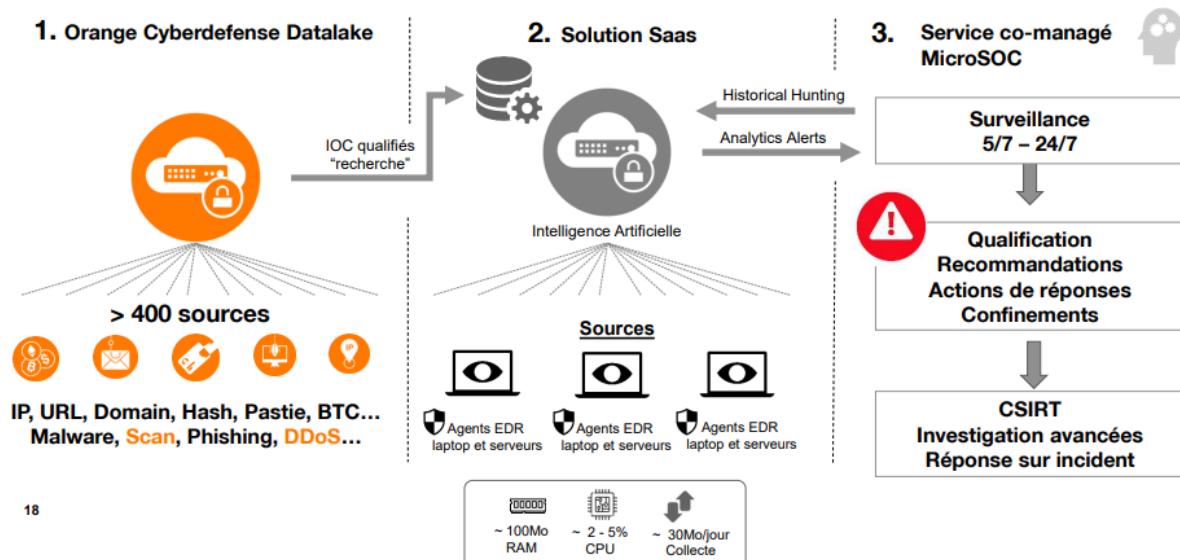 1. Orange Cyberdefense Datalake
IOC qualifiés
“recherche”
> 400 sources
IP
IP, URL, Domain, Hash, Pastie, BTC...
Malware, Scan, Phishing, DDoS...
18
2. Solution Saas
Intelligence Artificielle
Sources
Agents EDR
laptop et serveurs
Agents EDR
laptop et serveurs
Agents EDR
laptop et serveurs
~ 100Mo
RAM
~ 2 - 5%
CPU
~ 30Mo/jour
Collecte
Historical Hunting
Analytics Alerts
3. Service co-managé
MicroSOC
Surveillance
5/7 – 24/7
Qualification
Recommandations
Actions de réponses
Confinements
CSIRT
Investigation avancées
Réponse sur incident